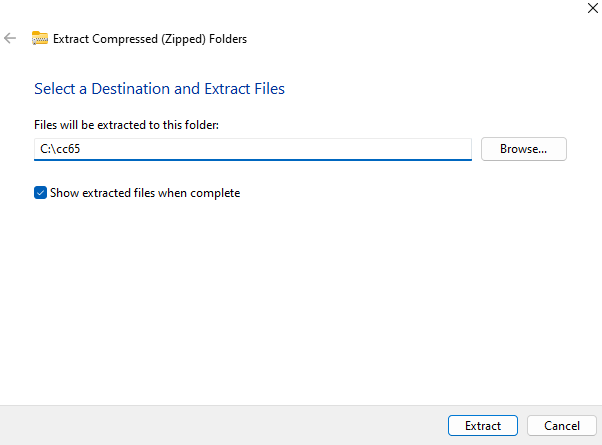 Extract Compressed (Zipped) Folders
Select a Destination and Extract Files
Files will be extracted to this folder:
C:\cc65
Browse...
Show extracted files when complete
Extract
Cancel